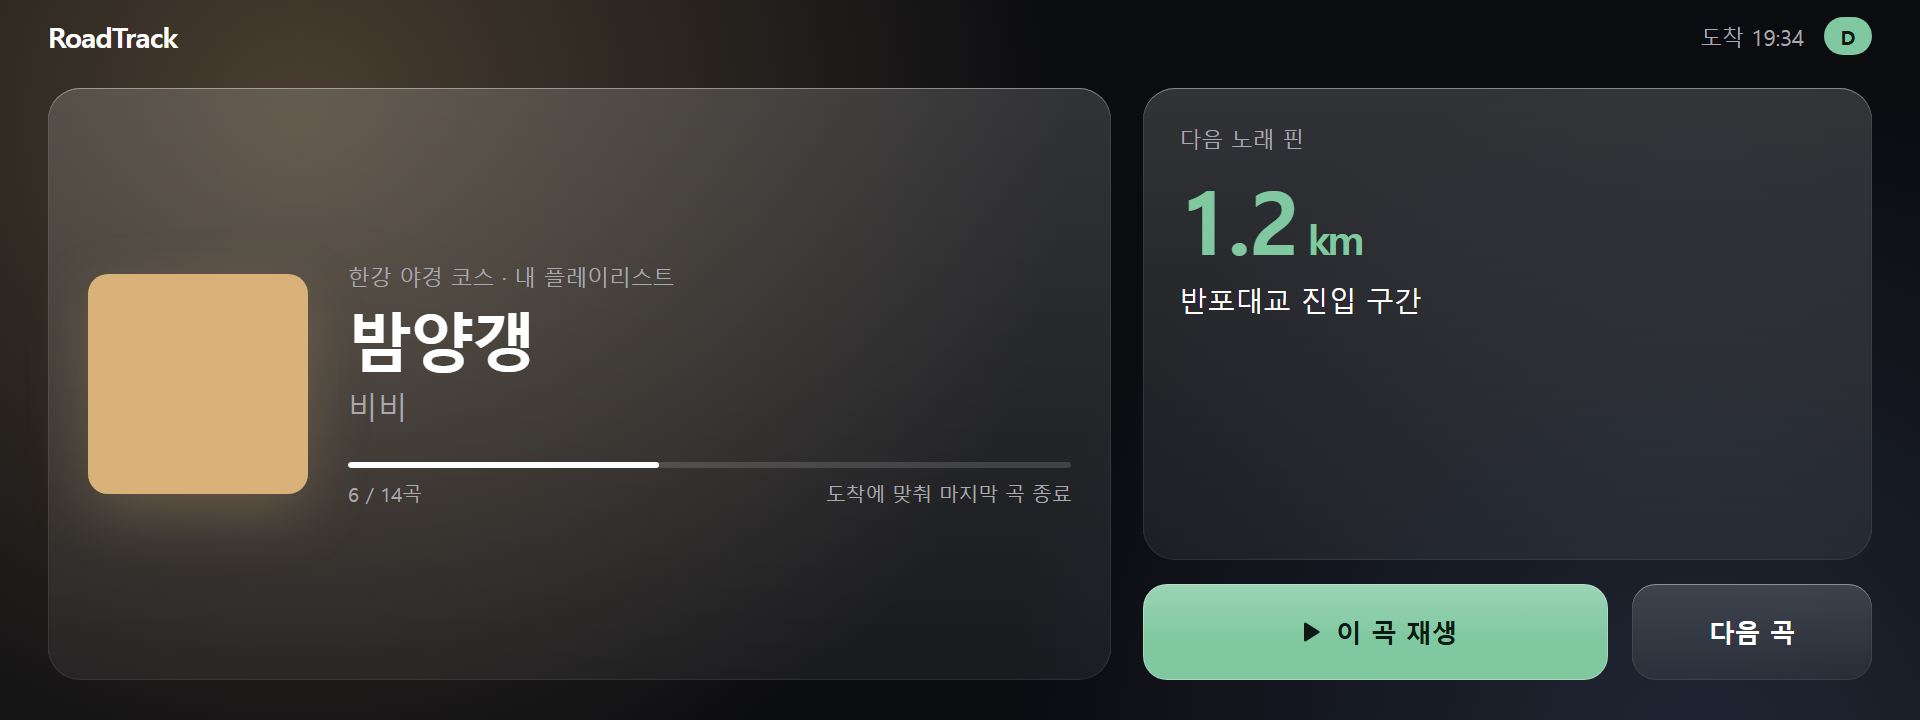 RoadTrack
도착 19:34
D
한강 야경 코스 · 내 플레이리스트
밤양갱
비비
6 / 14곡
도착에 맞춰 마지막 곡 종료
다음 노래 핀
1.2 km
반포대교 진입 구간
▶ 이 곡 재생
다음 곡